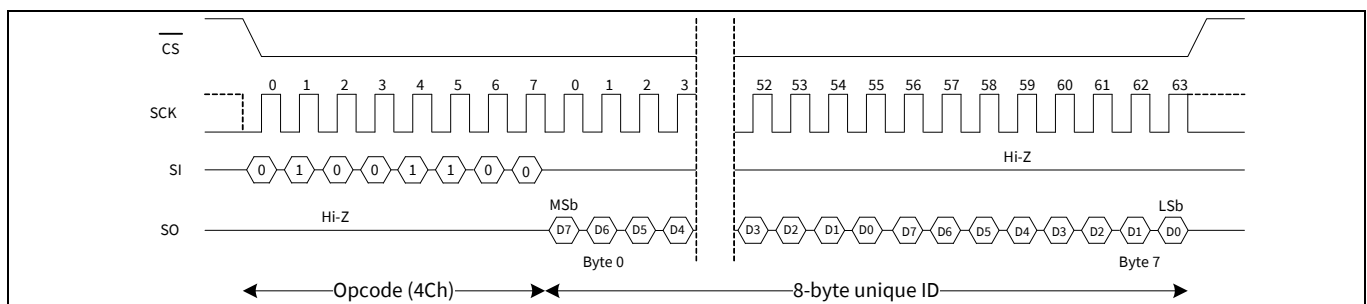 CS
0 1 2 3 4 5 6 7 0 1 2 3 52 53 54 55 56 57 58 59 60 61 62 63
SCK
Hi-Z
SI 0 1 0 0 1 1 0 0
MSb LSb
Hi-Z
SO D7 D6 D5 D4 D3 D2 D1 D0 D7 D6 D5 D4 D3 D2 D1 D0
Byte 0 Byte 7
Opcode (4Ch) 8-byte unique ID